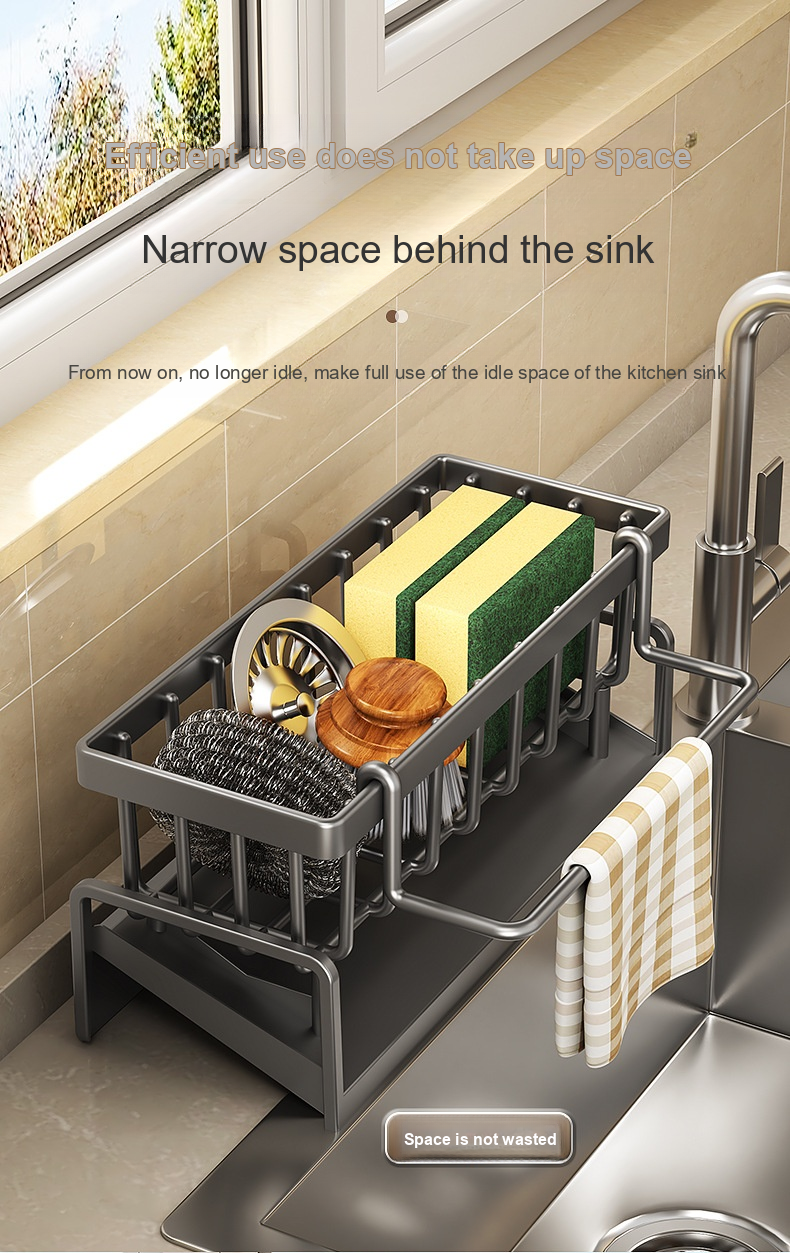 Efficient use does not take up space
Narrow space behind the sink
From now on, no longer idle, make full use of the idle space of the kitchen sink
Space is not wasted